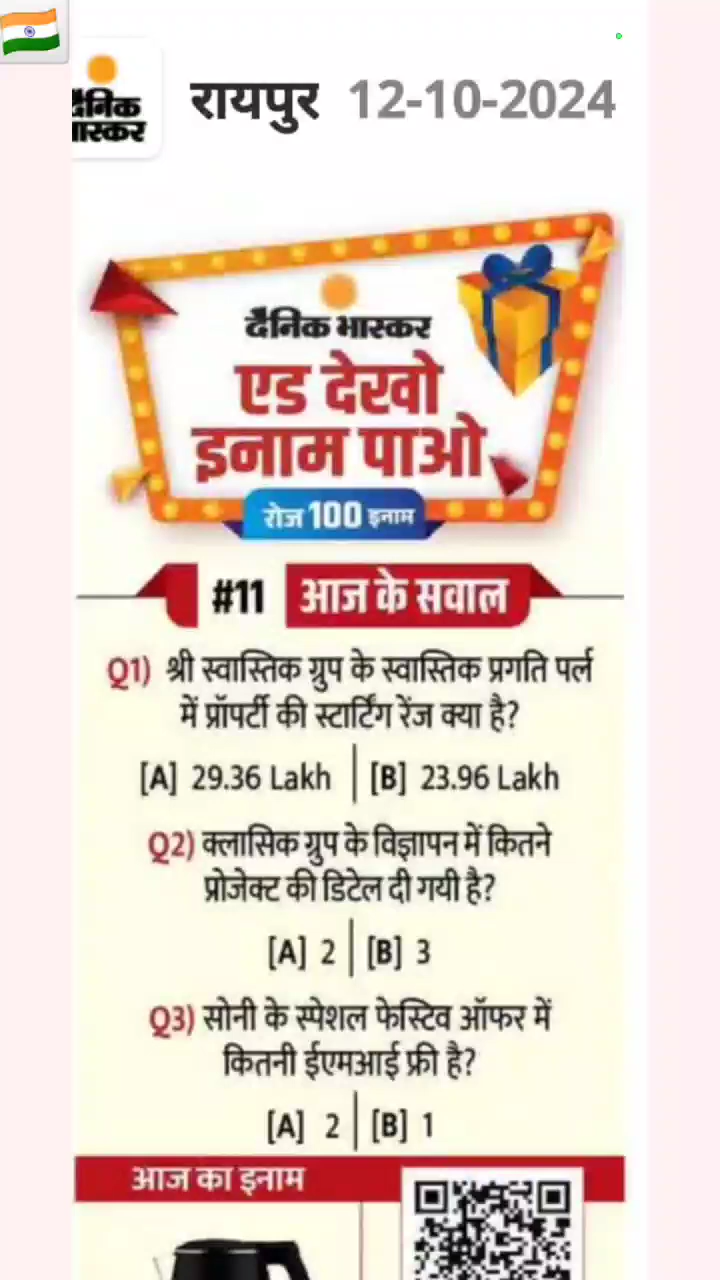 दैनिक
भास्कर
रायपुर 12-10-2024
दैनिक भास्कर
एड देखो
इनाम पाओ
रोज 100 इनाम
#11 आज के सवाल
Q1) श्री स्वास्तिक ग्रुप के स्वास्तिक प्रगति पर्ल
में प्रॉपर्टी की स्टार्टिंग रेंज क्या है?
[A] 29.36 Lakh | [B] 23.96 Lakh
Q2) क्लासिक ग्रुप के विज्ञापन में कितने
प्रोजेक्ट की डिटेल दी गयी है?
[A] 2 | [B] 3
Q3) सोनी के स्पेशल फेस्टिव ऑफर में
कितनी ईएमआई फ्री है?
[A] 2 | [B] 1
आज का इनाम